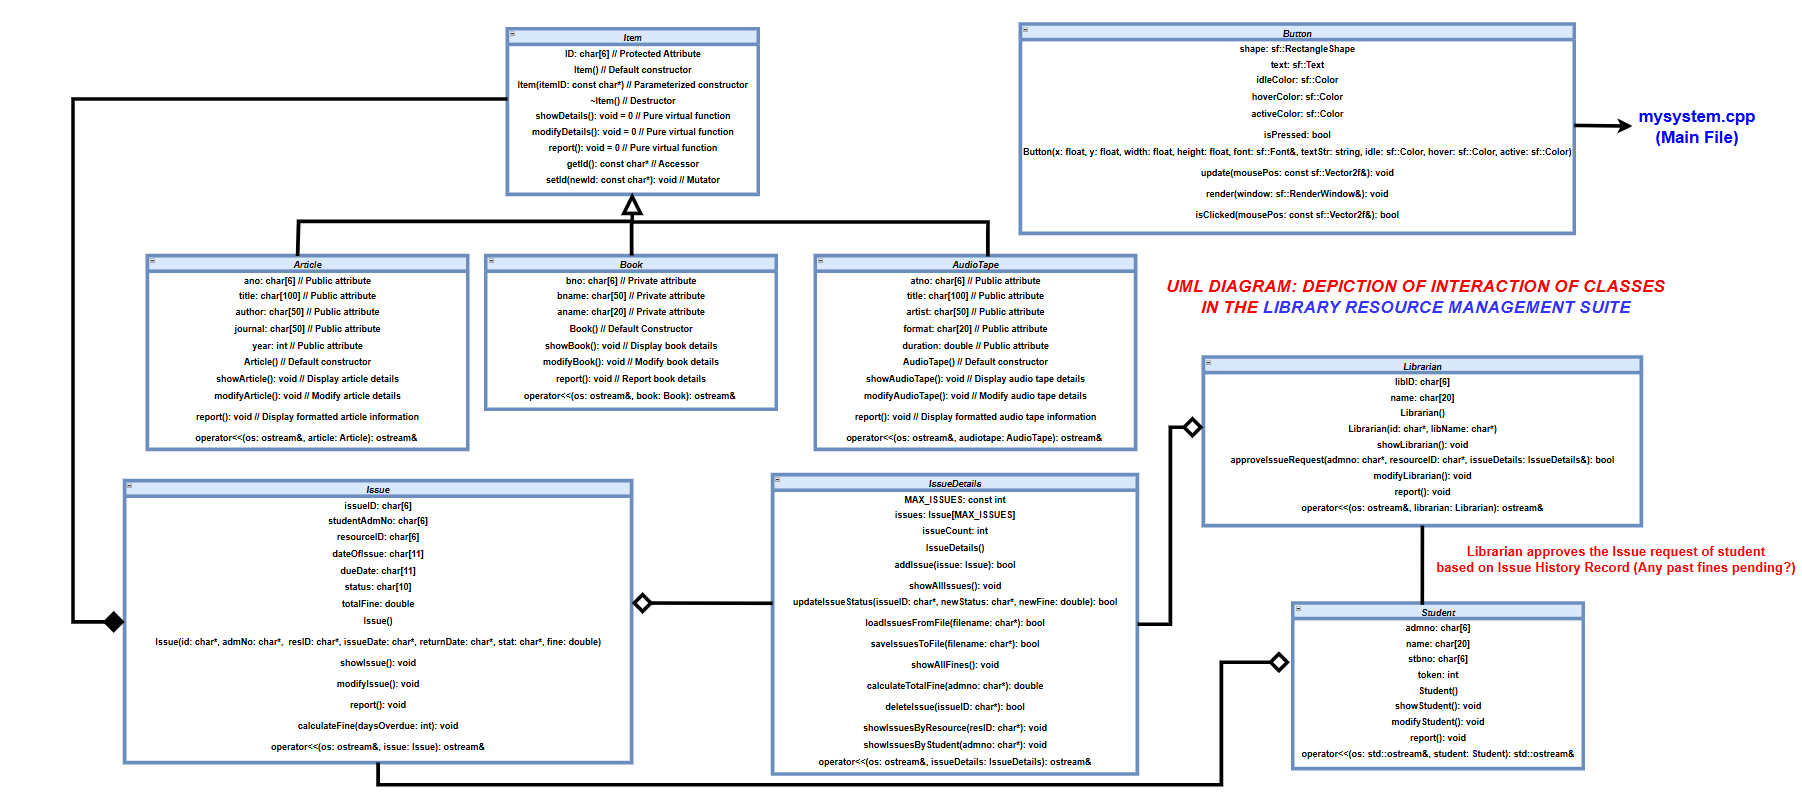 Item
ID: char[6] // Protected Attribute
Item() // Default constructor
Item(itemID: const char*) // Parameterized constructor
~Item() // Destructor
showDetails(): void = 0 // Pure virtual function
modifyDetails(): void = 0 // Pure virtual function
report(): void = 0 // Pure virtual function
getId(): const char* // Accessor
setId(newId: const char*): void // Mutator
Button
shape: sf::RectangleShape
text: sf::Text
idleColor: sf::Color
hoverColor: sf::Color
activeColor: sf::Color
isPressed: bool
Button(x: float, y: float, width: float, height: float, font: sf::Font&, textStr: string, idle: sf::Color, hover: sf::Color, active: sf::Color)
update(mousePos: const sf::Vector2f&): void
render(window: sf::RenderWindow&): void
isClicked(mousePos: const sf::Vector2f&): bool
mysystem.cpp
(Main File)
Article
ano: char[6] // Public attribute
title: char[100] // Public attribute
author: char[50] // Public attribute
journal: char[50] // Public attribute
year: int // Public attribute
Article() // Default constructor
showArticle(): void // Display article details
modifyArticle(): void // Modify article details
report(): void // Display formatted article information
operator<<(os: ostream&, article: Article): ostream&
Book
bno: char[6] // Private attribute
bname: char[50] // Private attribute
aname: char[20] // Private attribute
Book() // Default Constructor
showBook(): void // Display book details
modifyBook(): void // Modify book details
report(): void // Report book details
operator<<(os: ostream&, book: Book): ostream&
AudioTape
atno: char[6] // Public attribute
title: char[100] // Public attribute
artist: char[50] // Public attribute
format: char[20] // Public attribute
duration: double // Public attribute
AudioTape() // Default constructor
showAudioTape(): void // Display audio tape details
modifyAudioTape(): void // Modify audio tape details
report(): void // Display formatted audio tape information
operator<<(os: ostream&, audiotape: AudioTape): ostream&
UML DIAGRAM: DEPICTION OF INTERACTION OF CLASSES
IN THE LIBRARY RESOURCE MANAGEMENT SUITE
Librarian
libID: char[6]
name: char[20]
Librarian()
Librarian(id: char*, libName: char*)
showLibrarian(): void
approveIssueRequest(admno: char*, resourceID: char*, issueDetails: IssueDetails&): bool
modifyLibrarian(): void
report(): void
operator<<(os: ostream&, librarian: Librarian): ostream&
Issue
issueID: char[6]
studentAdmNo: char[6]
resourceID: char[6]
dateOfIssue: char[11]
dueDate: char[11]
status: char[10]
totalFine: double
Issue()
Issue(id: char*, admNo: char*, resID: char*, issueDate: char*, returnDate: char*, stat: char*, fine: double)
showIssue(): void
modifyIssue(): void
report(): void
calculateFine(daysOverdue: int): void
operator<<(os: ostream&, issue: Issue): ostream&
IssueDetails
MAX_ISSUES: const int
issues: Issue[MAX_ISSUES]
issueCount: int
IssueDetails()
addIssue(issue: Issue): bool
showAllIssues(): void
updateIssueStatus(issueID: char*, newStatus: char*, newFine: double): bool
loadIssuesFromFile(filename: char*): bool
saveIssuesToFile(filename: char*): bool
showAllFines(): void
calculateTotalFine(admno: char*): double
deleteIssue(issueID: char*): bool
showIssuesByResource(resID: char*): void
showIssuesByStudent(admno: char*): void
operator<<(os: ostream&, issueDetails: IssueDetails): ostream&
Librarian approves the Issue request of student
based on Issue History Record (Any past fines pending?)
Student
admno: char[6]
name: char[20]
stbno: char[6]
token: int
Student()
showStudent(): void
modifyStudent(): void
report(): void
operator<<(os: std::ostream&, student: Student): std::ostream&